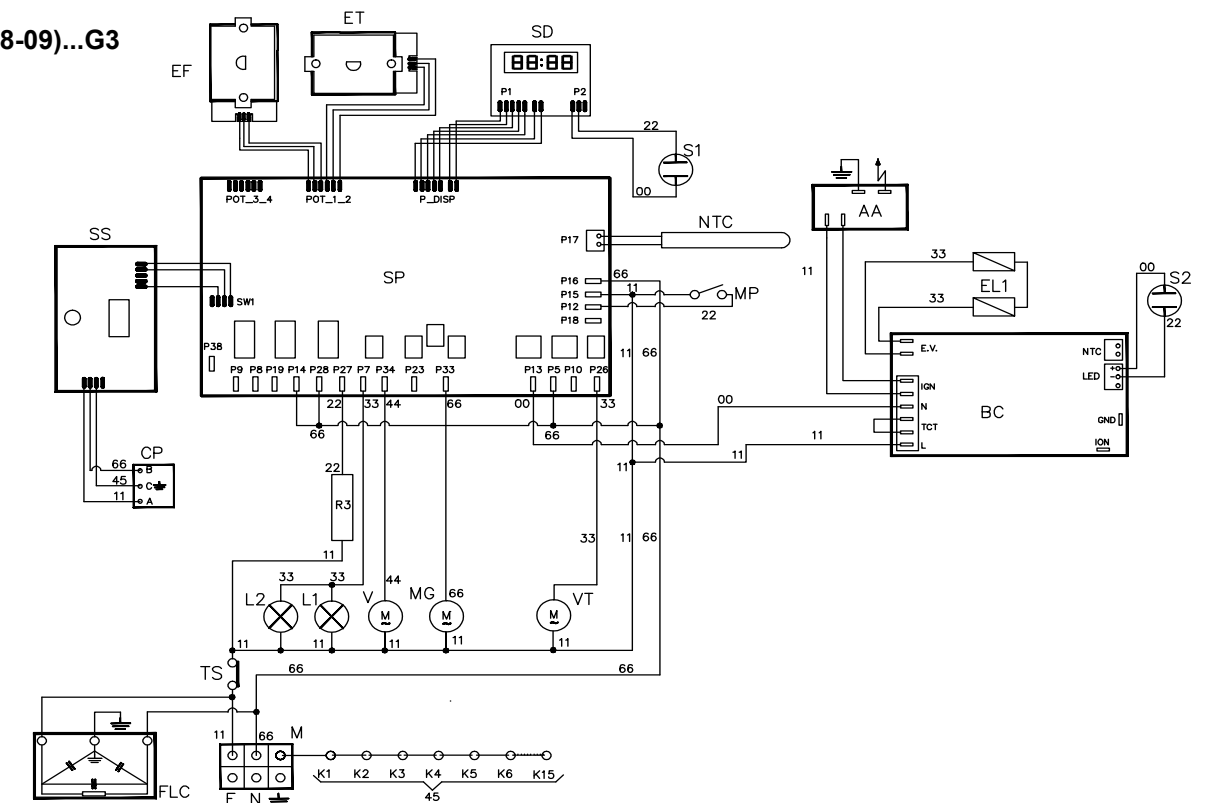 8-09)...G3
EF
ET
SD
88:88
P1 P2
22
S1
00
POT_3_4 POT_1_2 P_DISP
SS
SW1
SP
P17
NTC
P16 66
P15 11
P12
P18
MP
22
11 66
AA
11
33
EL1
33
00
S2
22
E.V.
NTC
LED
+
-
IGN
N
BC
TCT
GND
L
ION
P38
P9 P8 P19 P14 P28 P27 P7 P34 P23 P33 P13 P5 P10 P26
22 33 44 66 00 33
66 66
00
11
11
11
CP
66 B
45 C
11 A
22
R3
11
33 11 66
33 33 44 66
L2 L1 V MG VT
M M M
11 11 11 11 11
TS
66 66
11 66 M
FLC
F N
K1 K2 K3 K4 K5 K6 K15
45